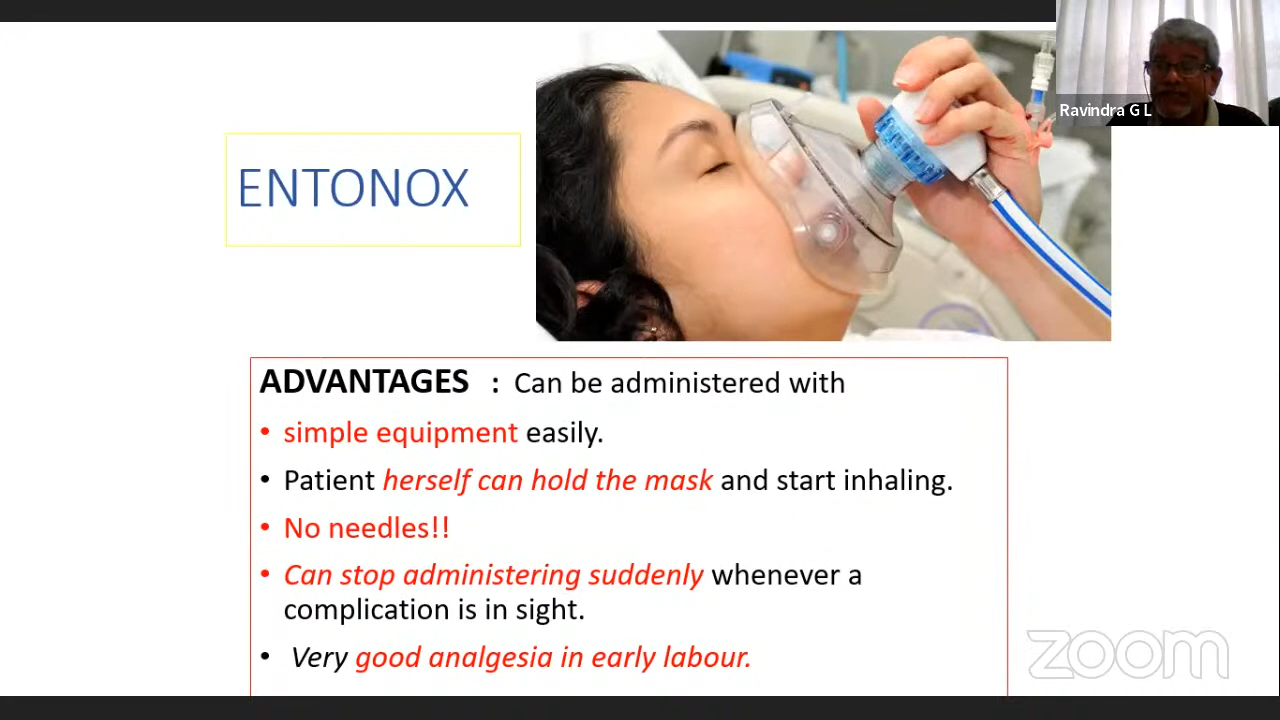 Ravindra G L
ENTONOX
ADVANTAGES : Can be administered with
• simple equipment easily.
• Patient herself can hold the mask and start inhaling.
• No needles!!
• Can stop administering suddenly whenever a
complication is in sight.
• Very good analgesia in early labour.
zoom